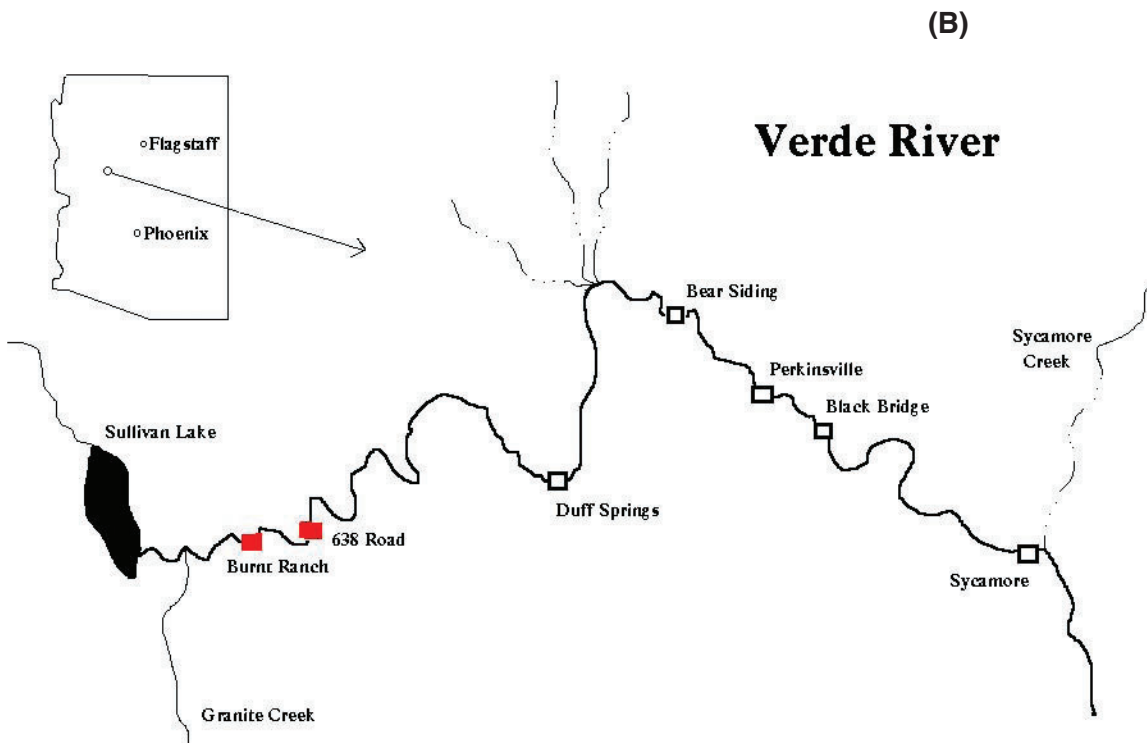 (B)
Verde River
Flagstaff
Phoenix
Bear Siding
Sycamore
Creek
Perkinsville
Black Bridge
Sullivan Lake
Duff Springs
638 Road
Burnt Ranch
Sycamore
Granite Creek